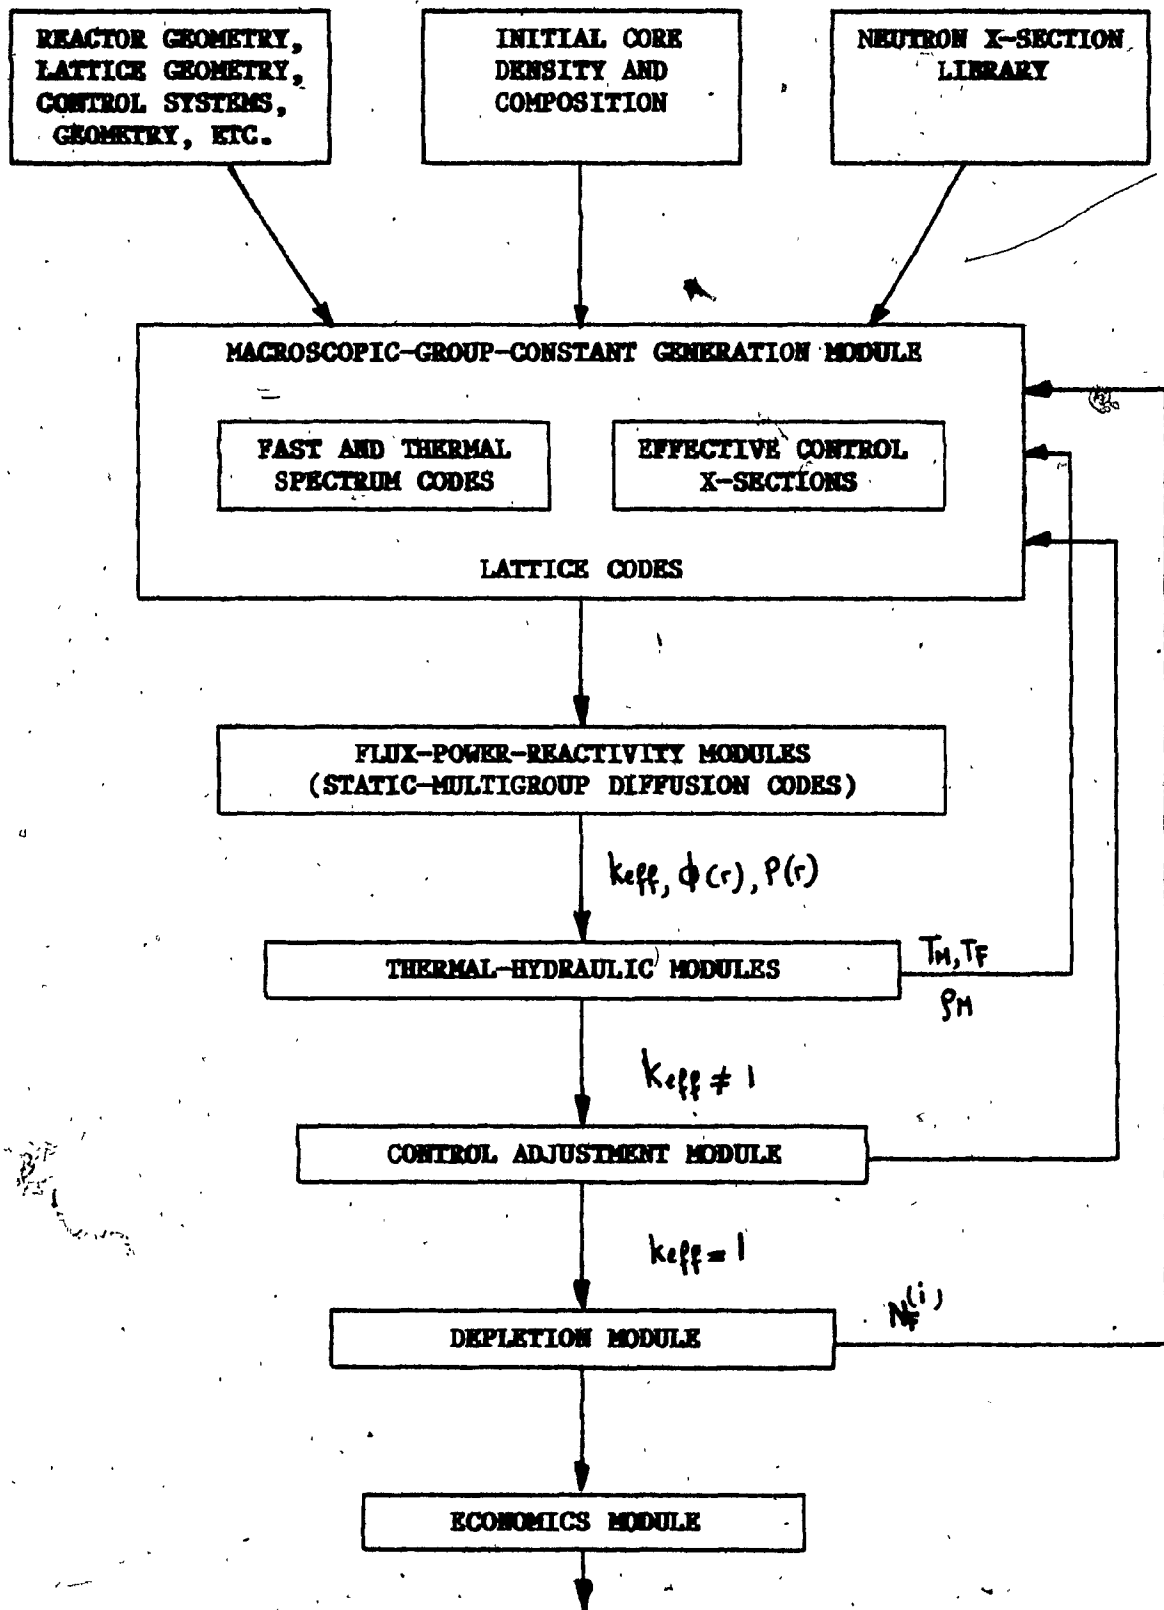 REACTOR GEOMETRY,
LATTICE GEOMETRY,
CONTROL SYSTEMS,
GEOMETRY, ETC.
INITIAL CORE
DENSITY AND
COMPOSITION
NEUTRON X-SECTION
LIBRARY
MACROSCOPIC-GROUP-CONSTANT GENERATION MODULE
FAST AND THERMAL
SPECTRUM CODES
EFFECTIVE CONTROL
X-SECTIONS
LATTICE CODES
FLUX-POWER-REACTIVITY MODULES
(STATIC-MULTIGROUP DIFFUSION CODES)
keff, ϕ(r), P(r)
THERMAL-HYDRAULIC MODULES
TM, TF
ρM
Keff ≠ 1
CONTROL ADJUSTMENT MODULE
keff = 1
DEPLETION MODULE
NF(i)
ECONOMICS MODULE